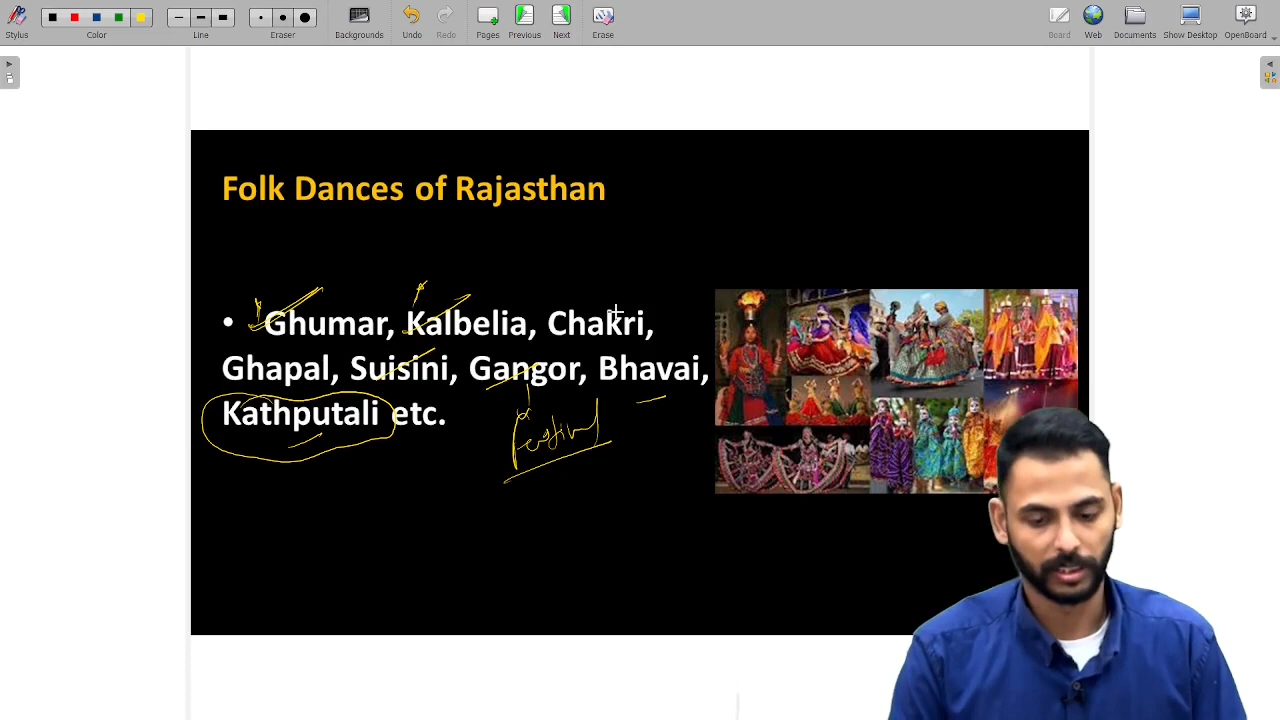 Stylus
Color
Line
Eraser
Backgrounds
Undo
Redo
Pages
Previous
Next
Erase
Board
Web
Documents
Show Desktop
OpenBoard
Folk Dances of Rajasthan
• Ghumar, Kalbelia, Chakri,
Ghapal, Suisini, Gangor, Bhavai,
Kathputali etc.
Festival